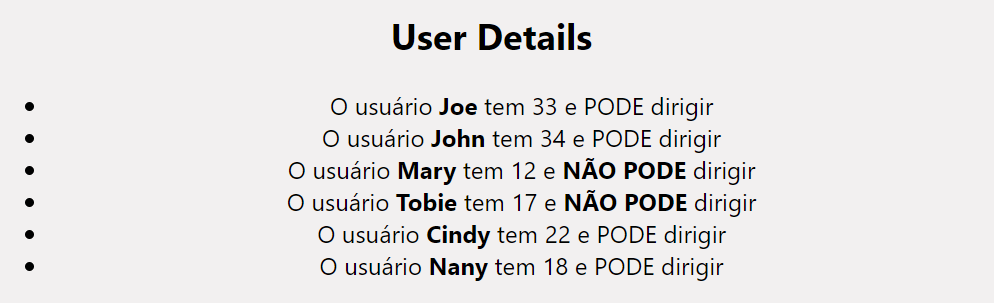 User Details
O usuário Joe tem 33 e PODE dirigir
O usuário John tem 34 e PODE dirigir
O usuário Mary tem 12 e NÃO PODE dirigir
O usuário Tobie tem 17 e NÃO PODE dirigir
O usuário Cindy tem 22 e PODE dirigir
O usuário Nany tem 18 e PODE dirigir